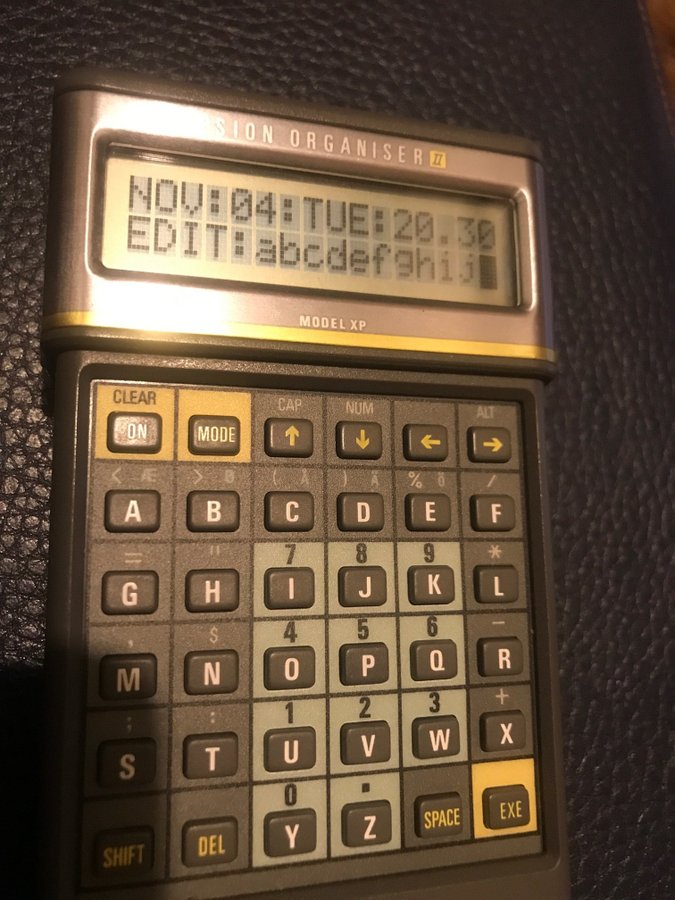 SION ORGANISER II
NOV:04:TUE:20.30
EDIT:abcdefghij
MODEL XP
CLEAR CAP NUM ALT
ON MODE ↑ ↓ ← →
< Æ > Ø ( Å ) Ä % Ö /
A B C D E F
= " 7 8 9 *
G H I J K L
, $ 4 5 6 -
M N O P Q R
; : 1 2 3 +
S T U V W X
0 .
SHIFT DEL Y Z SPACE EXE